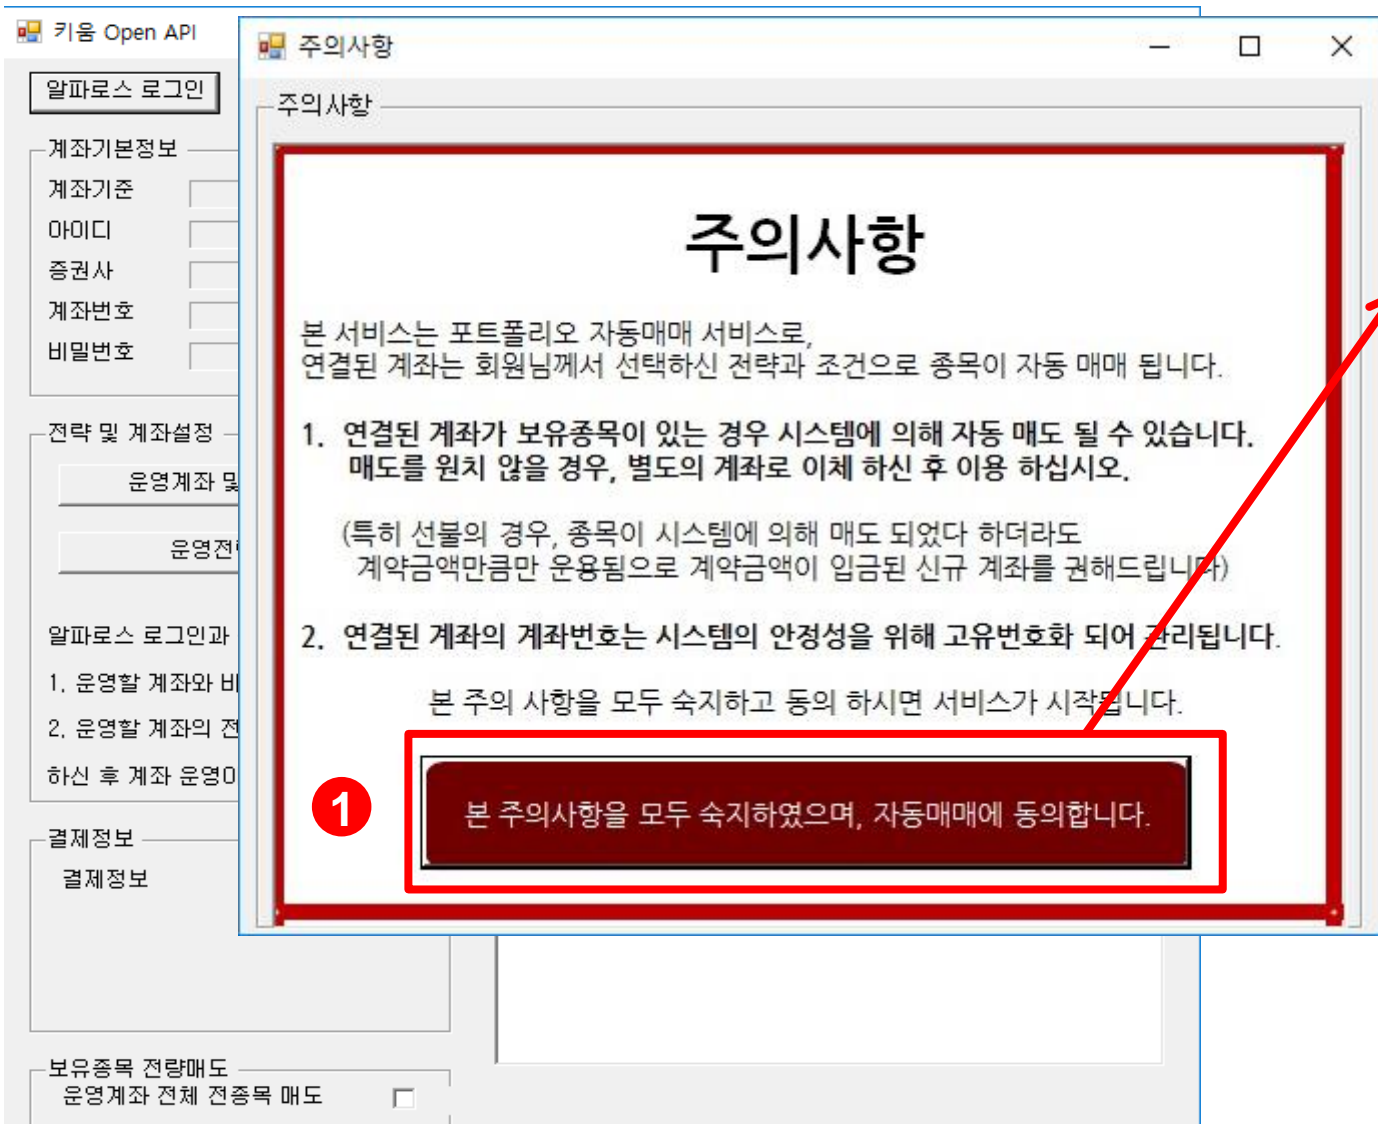 키움 Open API
알파로스 로그인
계좌기본정보
계좌기준
아이디
증권사
계좌번호
비밀번호
전략 및 계좌설정
운영계좌 및
운영전
알파로스 로그인과
1, 운영할 계좌와 비
2, 운영할 계좌의 전
하신 후 계좌 운영이
결제정보
결제정보
보유종목 전량매도
운영계좌 전체 전종목 매도
주의사항
주의사항
주의사항
본 서비스는 포트폴리오 자동매매 서비스로,
연결된 계좌는 회원님께서 선택하신 전략과 조건으로 종목이 자동 매매 됩니다.
1. 연결된 계좌가 보유종목이 있는 경우 시스템에 의해 자동 매도 될 수 있습니다.
매도를 원치 않을 경우, 별도의 계좌로 이체 하신 후 이용 하십시오.
(특히 선불의 경우, 종목이 시스템에 의해 매도 되었다 하더라도
계약금액만큼만 운용됨으로 계약금액이 입금된 신규 계좌를 권해드립니다)
2. 연결된 계좌의 계좌번호는 시스템의 안정성을 위해 고유번호화 되어 관리됩니다.
본 주의 사항을 모두 숙지하고 동의 하시면 서비스가 시작됩니다.
1
본 주의사항을 모두 숙지하였으며, 자동매매에 동의합니다.